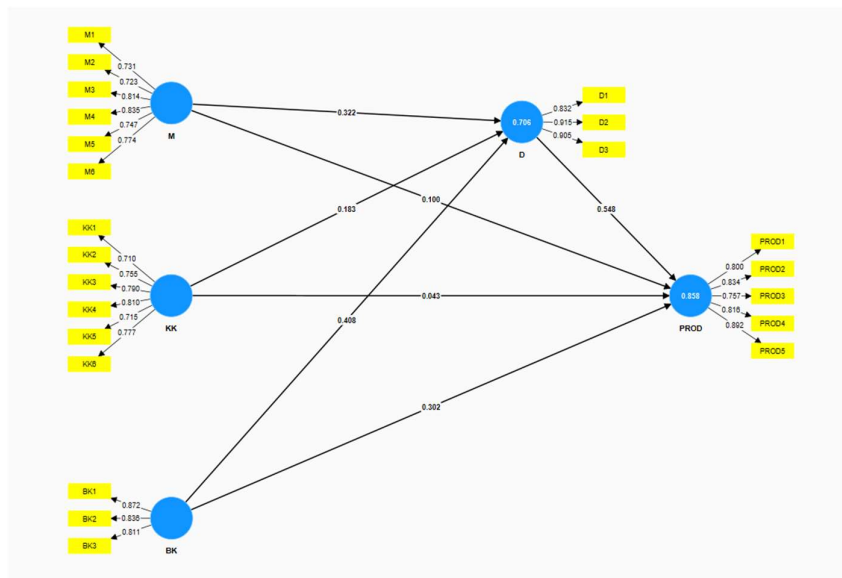 M1
M2
M3
M4
M5
M6
0.731
0.723
0.814
0.835
0.747
0.774
M
0.322
0.706
D
0.832
0.915
0.905
D1
D2
D3
0.183
0.100
0.548
KK1
KK2
KK3
KK4
KK5
KK6
0.710
0.755
0.790
0.810
0.715
0.777
KK
0.043
0.408
0.858
PROD
0.800
0.834
0.757
0.816
0.892
PROD1
PROD2
PROD3
PROD4
PROD5
0.302
BK1
BK2
BK3
0.872
0.836
0.811
BK